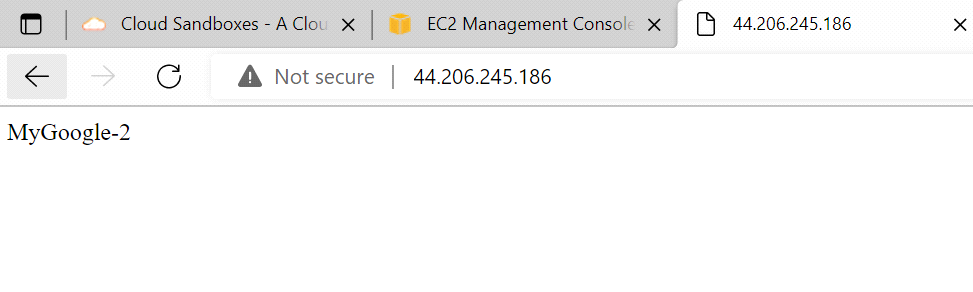 Cloud Sandboxes - A Clou EC2 Management Console 44.206.245.186
Not secure 44.206.245.186
MyGoogle-2